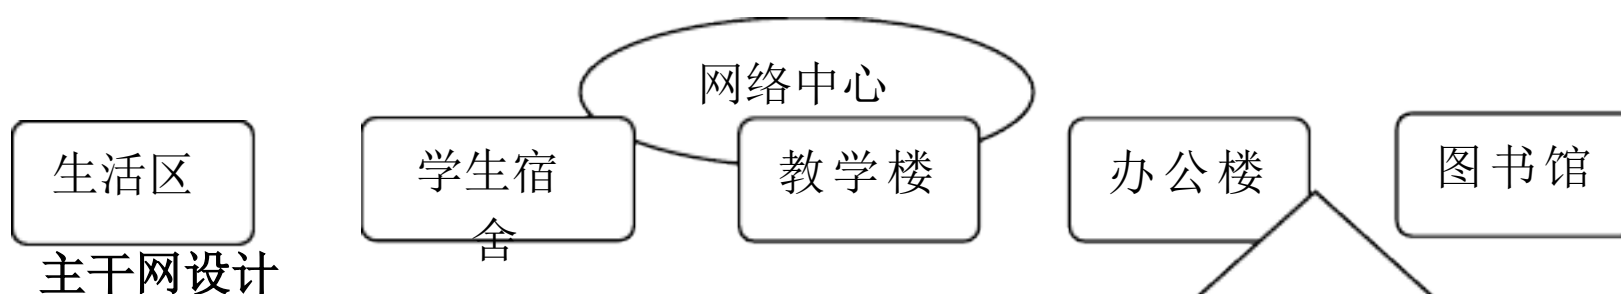 网络中心
生活区
学生宿
舍
教学楼
办公楼
图书馆
主干网设计